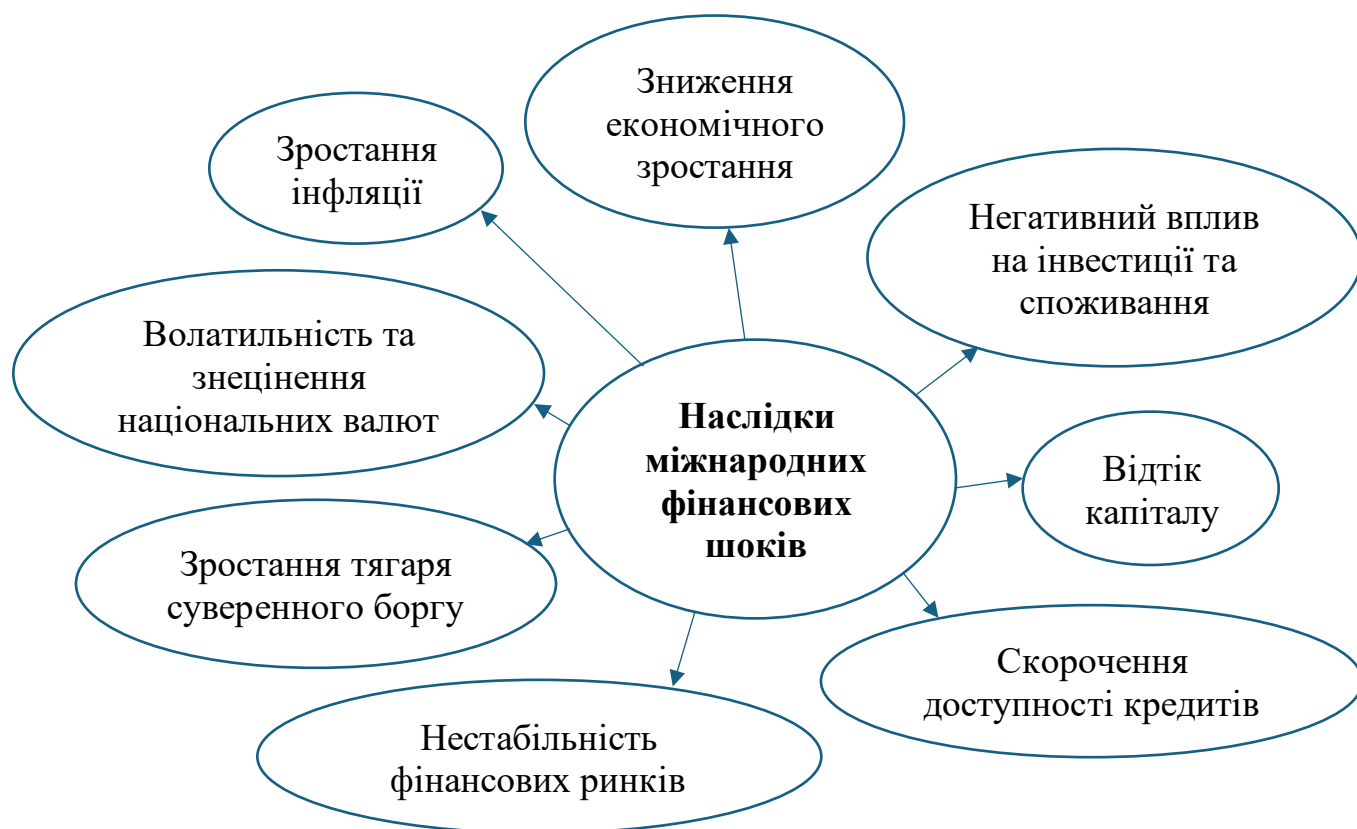 Зниження
економічного
зростання
Зростання
інфляції
Негативний вплив
на інвестиції та
споживання
Волатильність та
знецінення
національних валют
Наслідки
міжнародних
фінансових
шоків
Відтік
капіталу
Зростання тягаря
суверенного боргу
Скорочення
доступності кредитів
Нестабільність
фінансових ринків